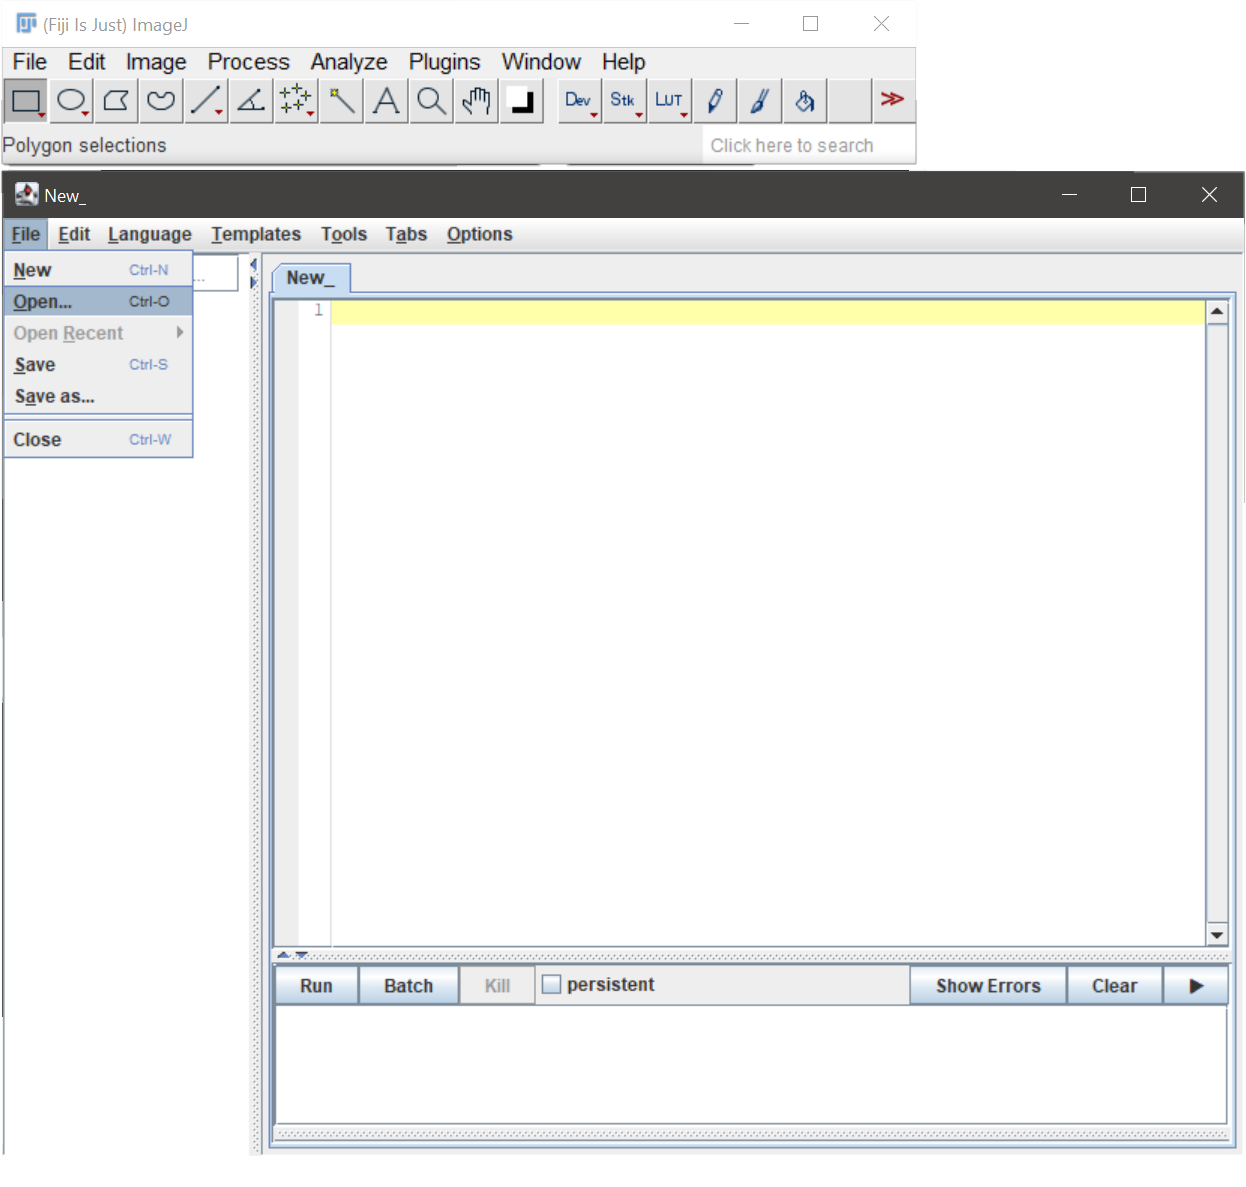 (Fiji Is Just) ImageJ
File Edit Image Process Analyze Plugins Window Help
Dev Stk LUT >>
Polygon selections Click here to search
New_
File Edit Language Templates Tools Tabs Options
New Ctrl-N ...
Open... Ctrl-O
Open Recent
Save Ctrl-S
Save as...
Close Ctrl-W
New_
1
Run Batch Kill persistent Show Errors Clear